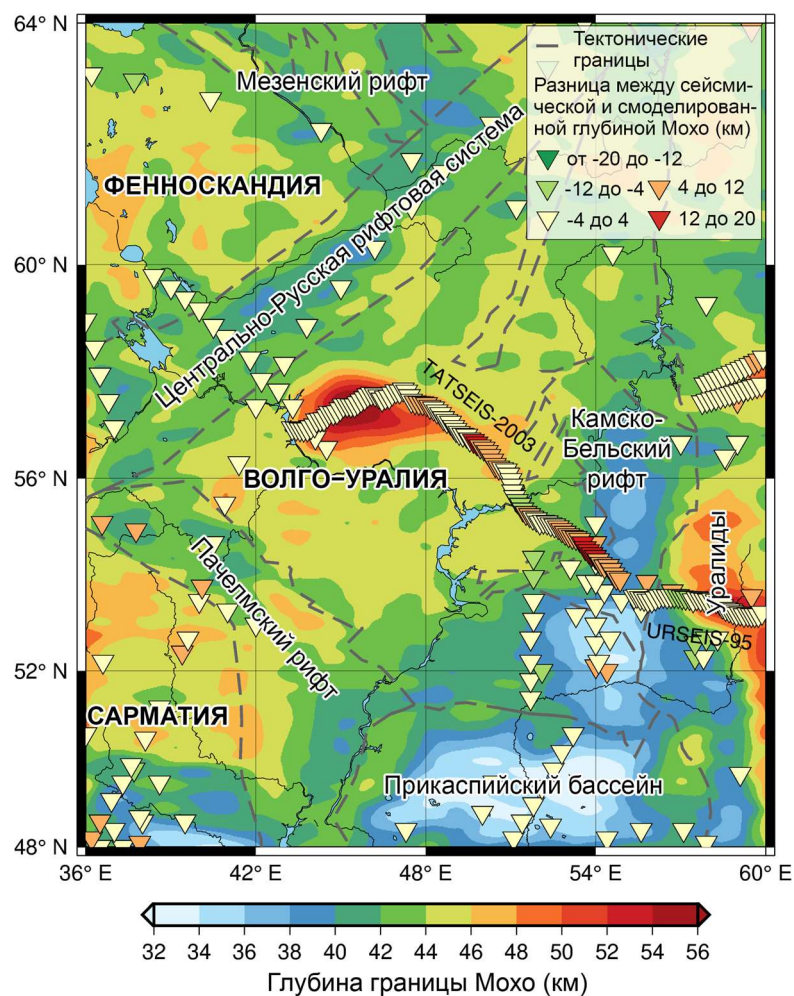 64° N
60° N
56° N
52° N
48° N
Мезенский рифт
Тектонические
границы
Разница между сейсми-
ческой и смоделирован-
ной глубиной Мохо (км)
от -20 до -12
-12 до -4
4 до 12
-4 до 4
12 до 20
ФЕННОСКАНДИЯ
Центрально-Русская рифтовая система
TATSEIS-2003
Камско-
Бельский
рифт
ВОЛГО-УРАЛИЯ
Пачелмский рифт
Уралиды
URSEIS-95
САРМАТИЯ
Прикаспийский бассейн
36° E
42° E
48° E
54° E
60° E
32 34 36 38 40 42 44 46 48 50 52 54 56
Глубина границы Мохо (км)